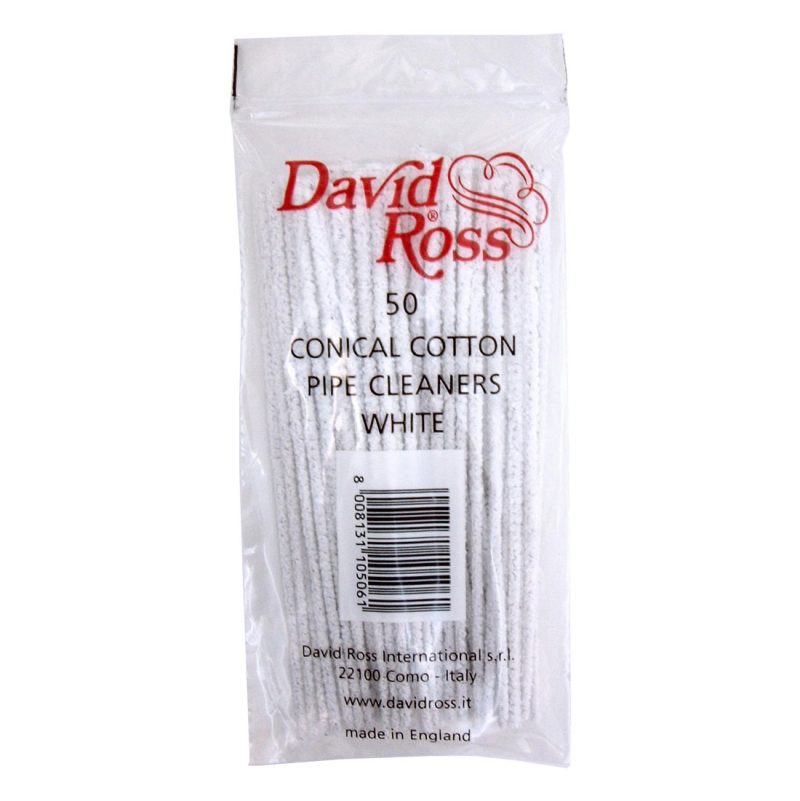 David
Ross®
50
CONICAL COTTON
PIPE CLEANERS
WHITE
8 008131 105061
David Ross International s.r.l.
22100 Como - Italy
www.davidross.it
made in England